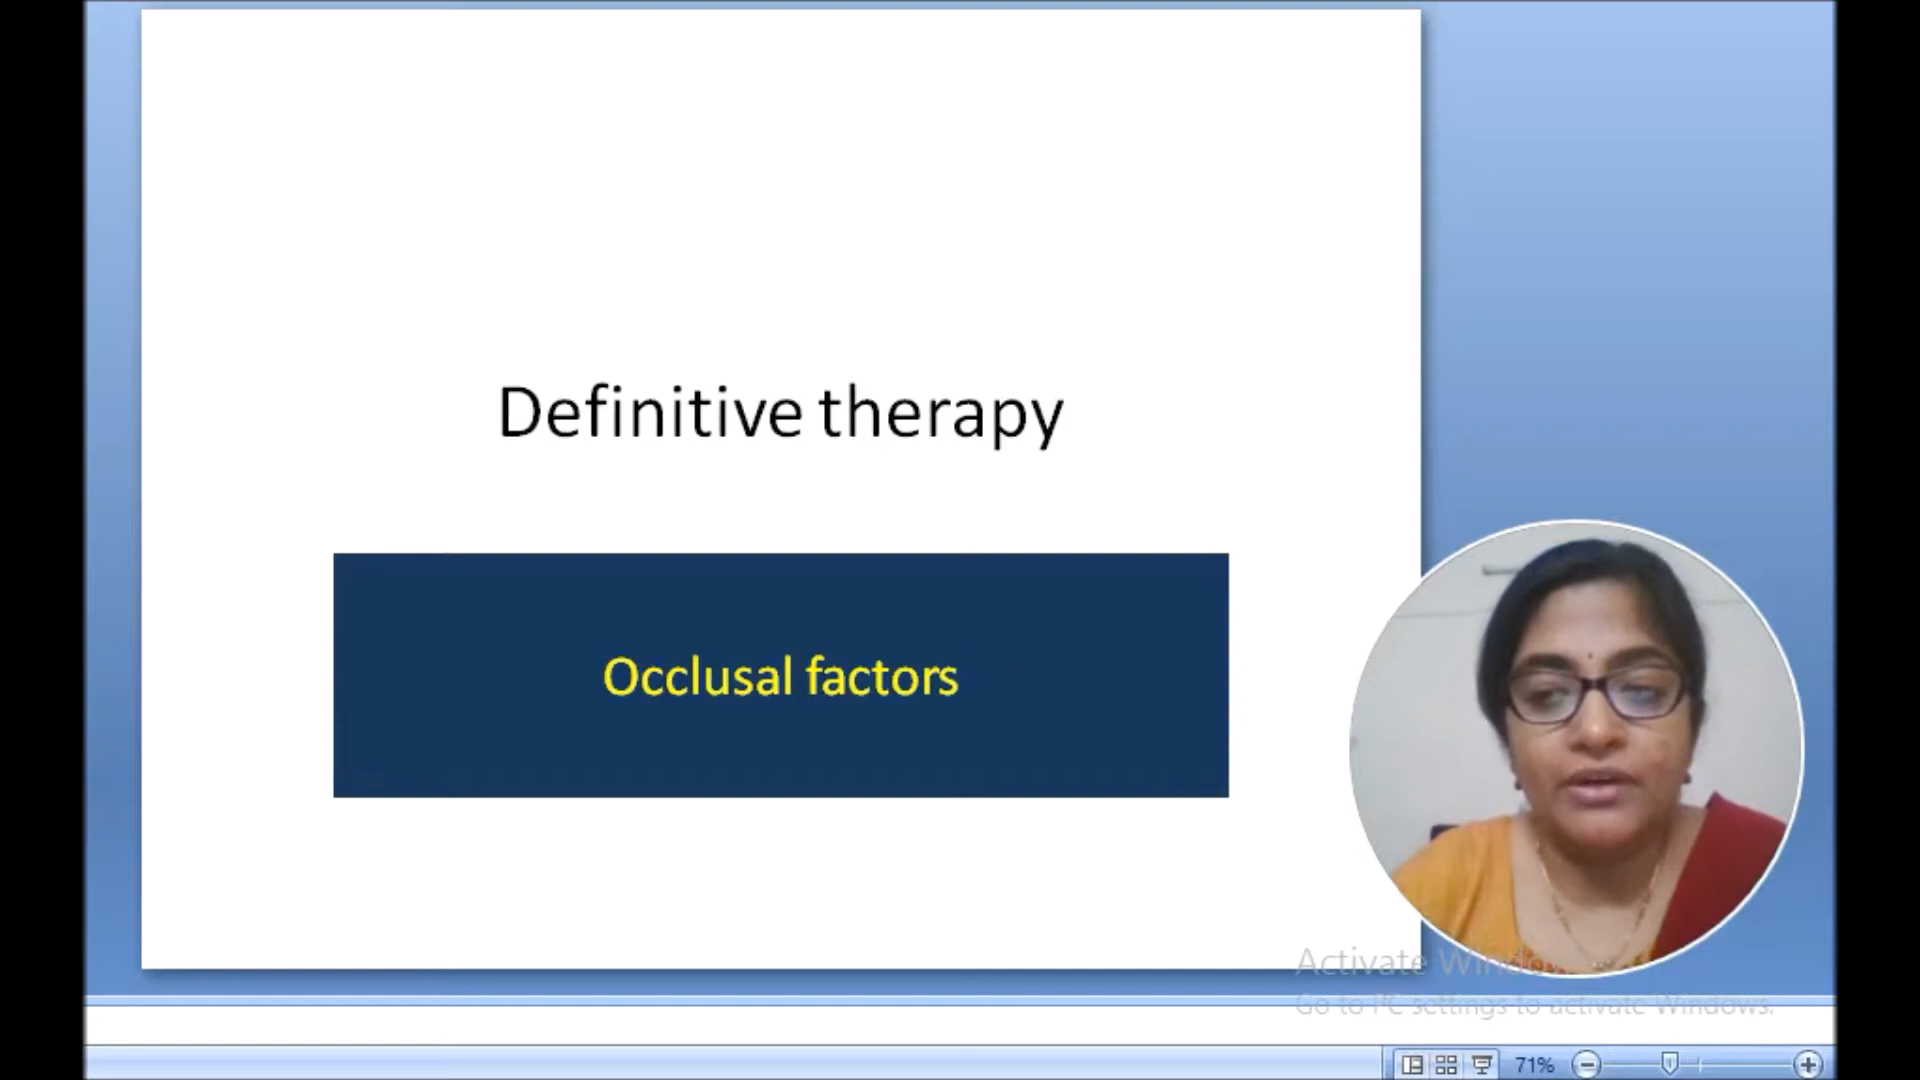 Definitive therapy
Occlusal factors
Activate Windows
Go to PC settings to activate Windows.
71%